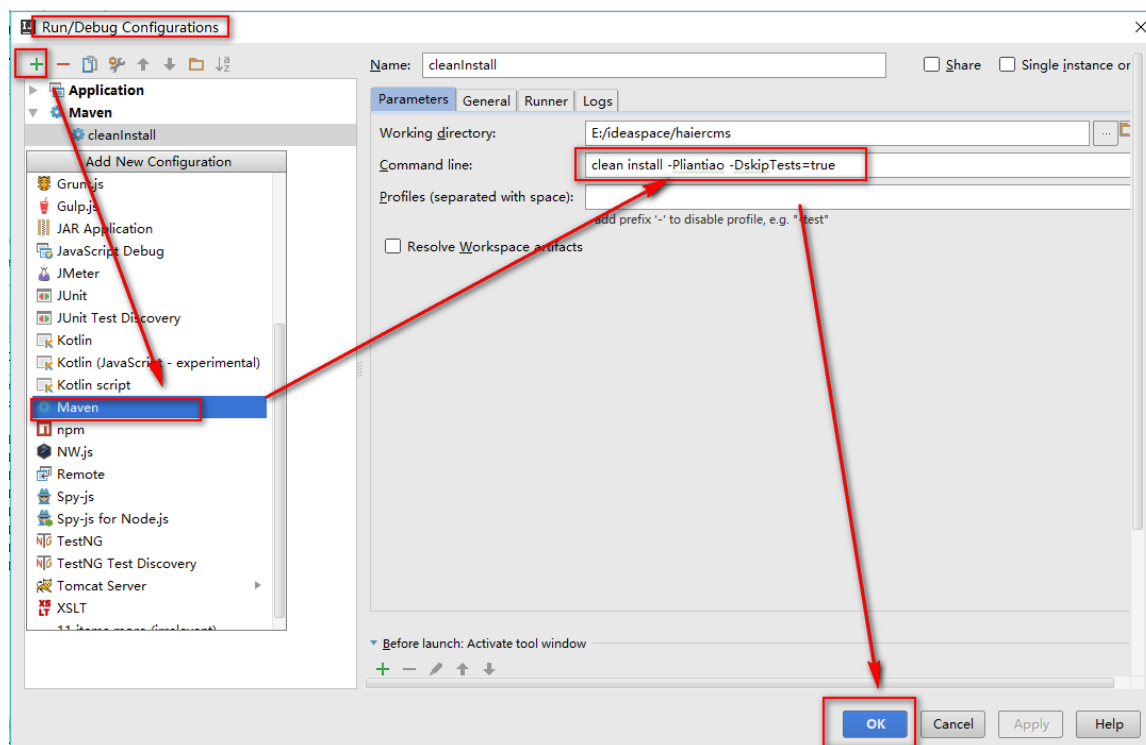 Run/Debug Configurations
Name: cleanInstall Share Single instance or
Application
Maven
cleanInstall
Parameters General Runner Logs
Working directory: E:/ideaspace/haiercms ...
Command line: clean install -Pliantiao -DskipTests=true
Profiles (separated with space):
add prefix '-' to disable profile, e.g. "-test"
Resolve Workspace artifacts
Add New Configuration
Grunt.js
Gulp.js
JAR Application
JavaScript Debug
JMeter
JUnit
JUnit Test Discovery
Kotlin
Kotlin (JavaScript - experimental)
Kotlin script
Maven
npm
NW.js
Remote
Spy-js
Spy-js for Node.js
TestNG
TestNG Test Discovery
Tomcat Server
XSLT
11 items more (irrelevant)
Before launch: Activate tool window
OK Cancel Apply Help